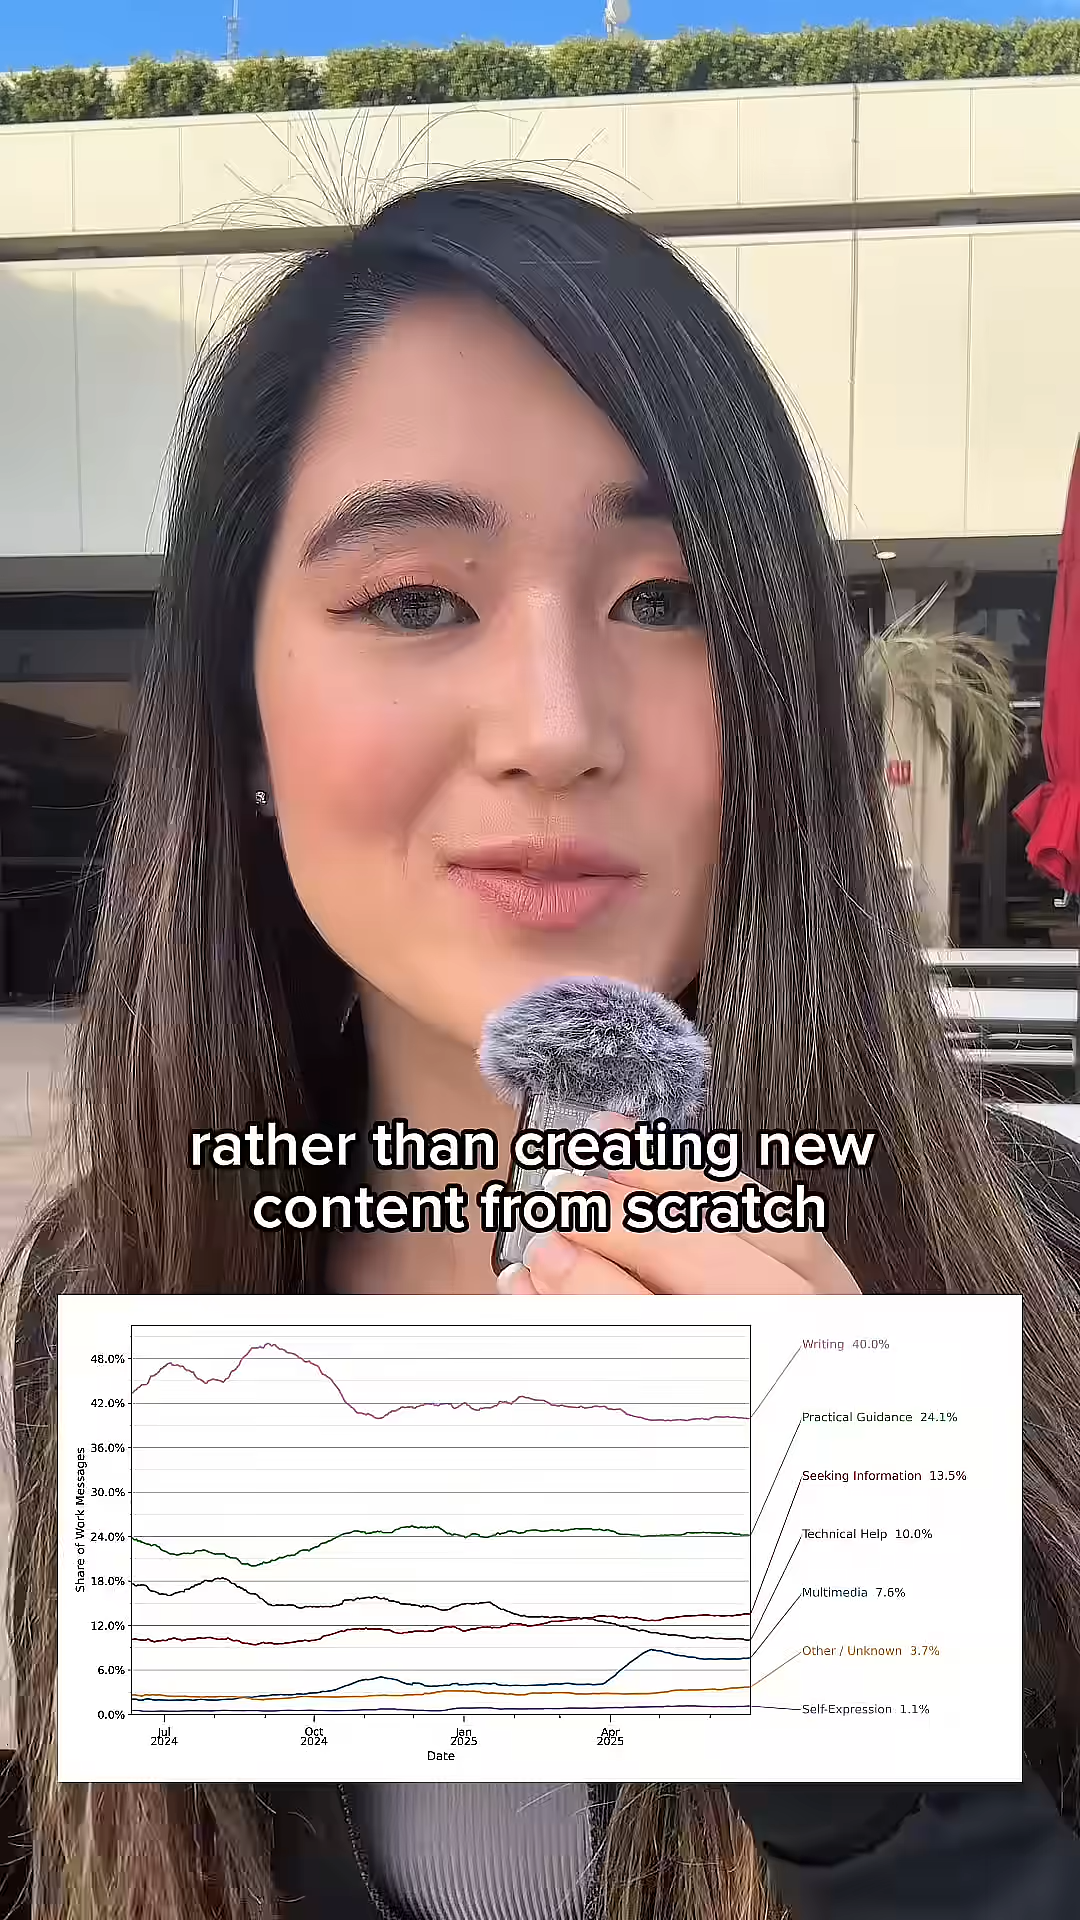 rather than creating new
content from scratch
48.0%
42.0%
36.0%
30.0%
24.0%
18.0%
12.0%
6.0%
0.0%
Share of Work Messages
Jul
2024
Oct
2024
Jan
2025
Apr
2025
Date
Writing 40.0%
Practical Guidance 24.1%
Seeking Information 13.5%
Technical Help 10.0%
Multimedia 7.6%
Other / Unknown 3.7%
Self-Expression 1.1%